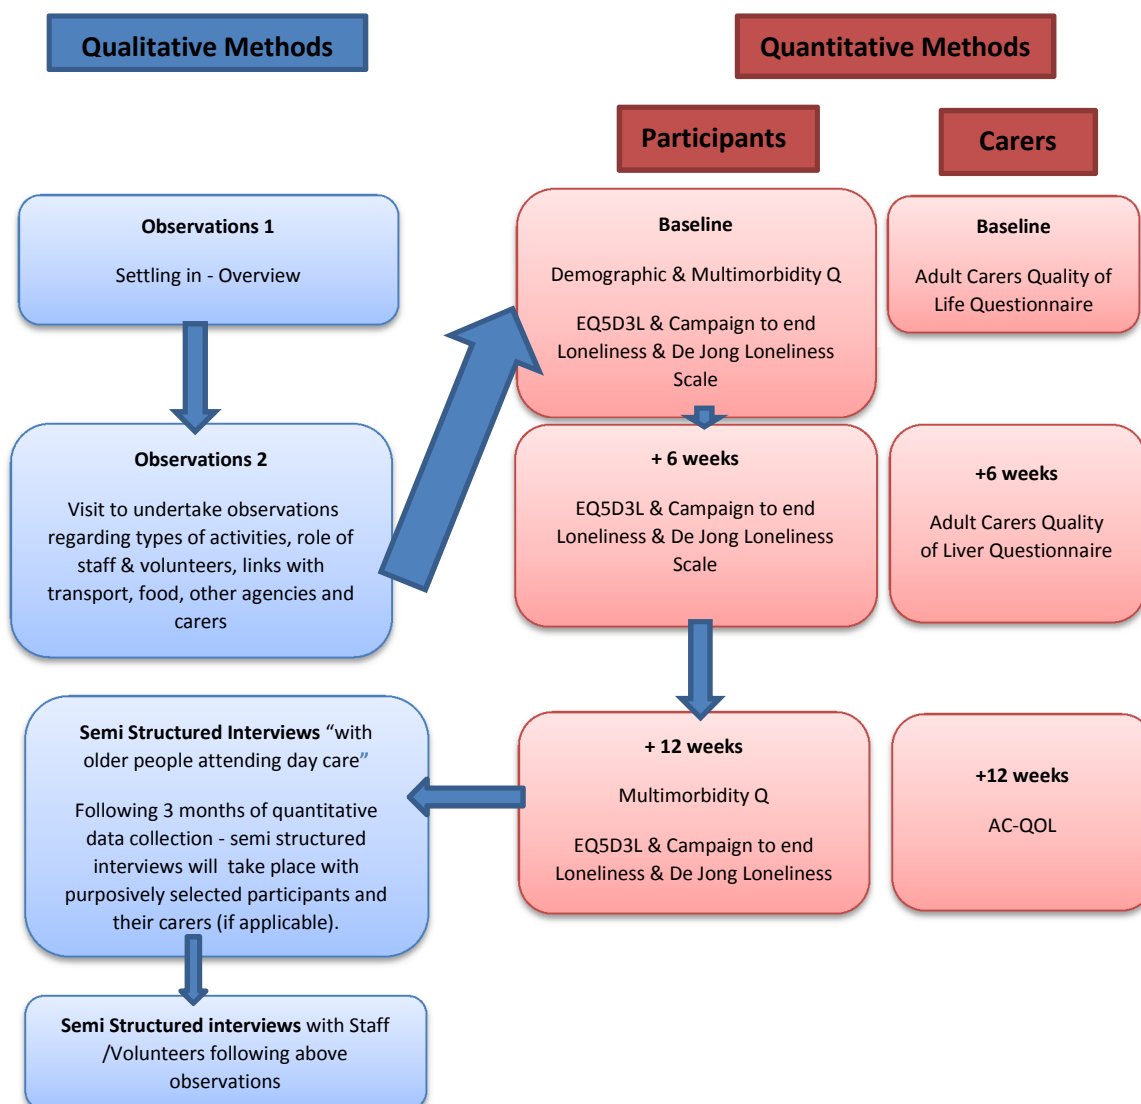 Qualitative Methods
Quantitative Methods
Participants
Carers
Observations 1
Settling in - Overview
Baseline
Demographic & Multimorbidity Q
EQ5D3L & Campaign to end
Loneliness & De Jong Loneliness
Scale
Baseline
Adult Carers Quality of
Life Questionnaire
Observations 2
Visit to undertake observations
regarding types of activities, role of
staff & volunteers, links with
transport, food, other agencies and
carers
+ 6 weeks
EQ5D3L & Campaign to end
Loneliness & De Jong Loneliness
Scale
+6 weeks
Adult Carers Quality
of Liver Questionnaire
Semi Structured Interviews “with
older people attending day care”
Following 3 months of quantitative
data collection - semi structured
interviews will take place with
purposively selected participants and
their carers (if applicable).
+ 12 weeks
Multimorbidity Q
EQ5D3L & Campaign to end
Loneliness & De Jong Loneliness
+12 weeks
AC-QOL
Semi Structured interviews with Staff
/Volunteers following above
observations